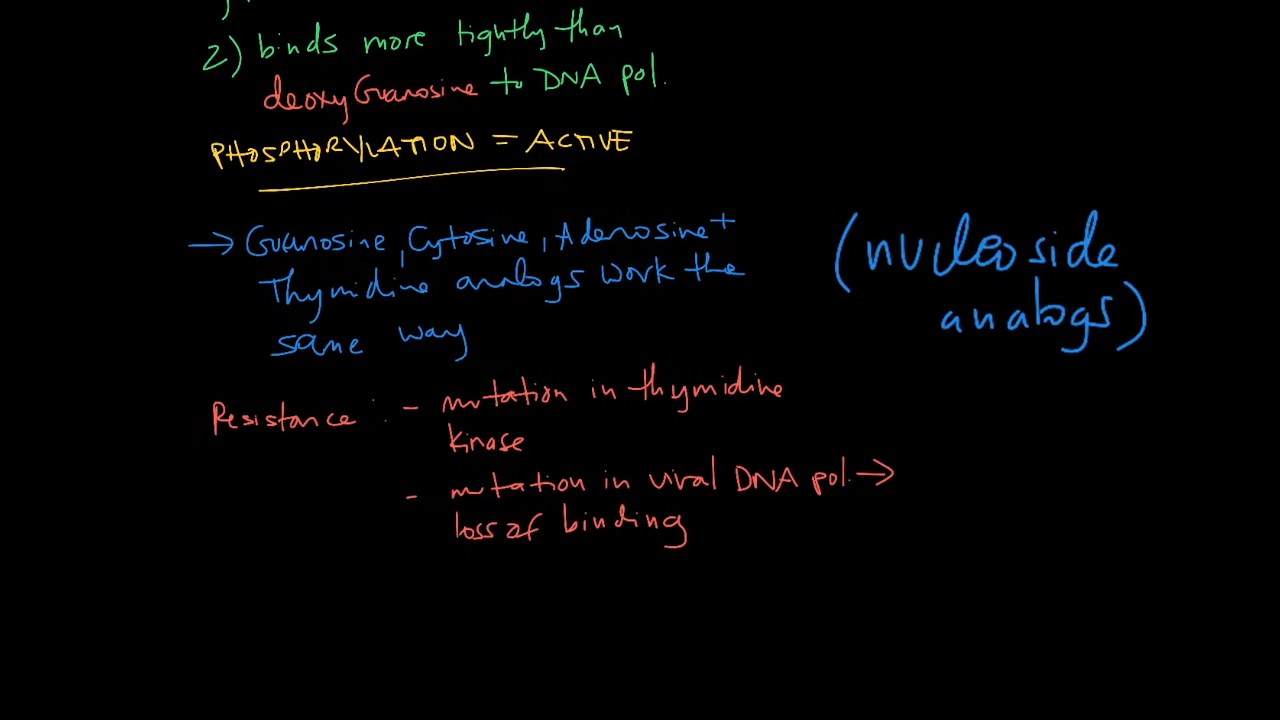 2) binds more tightly than
deoxyGuanosine to DNA pol.
PHOSPHORYLATION = ACTIVE
→ Guanosine, Cytosine, Adenosine +
Thymidine analogs work the
same way
(nucleoside
analogs)
Resistance : - mutation in thymidine
kinase
- mutation in viral DNA pol. →
loss of binding